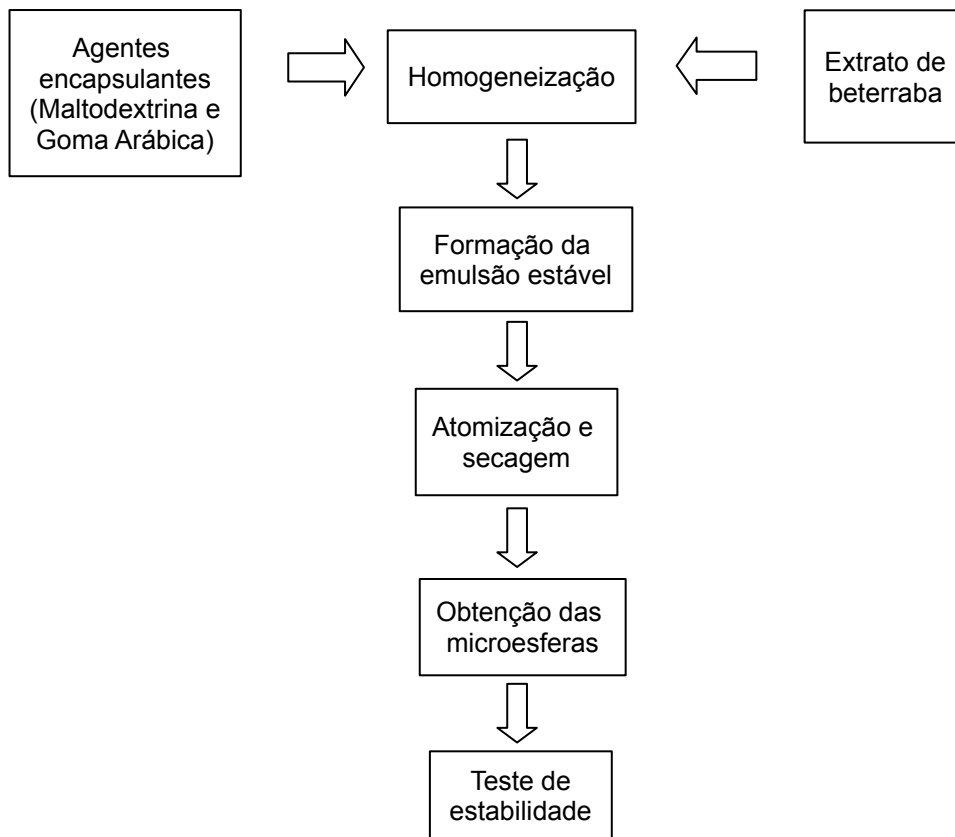 Agentes
encapsulantes
(Maltodextrina e
Goma Arábica)
Homogeneização
Extrato de
beterraba
Formação da
emulsão estável
Atomização e
secagem
Obtenção das
microesferas
Teste de
estabilidade